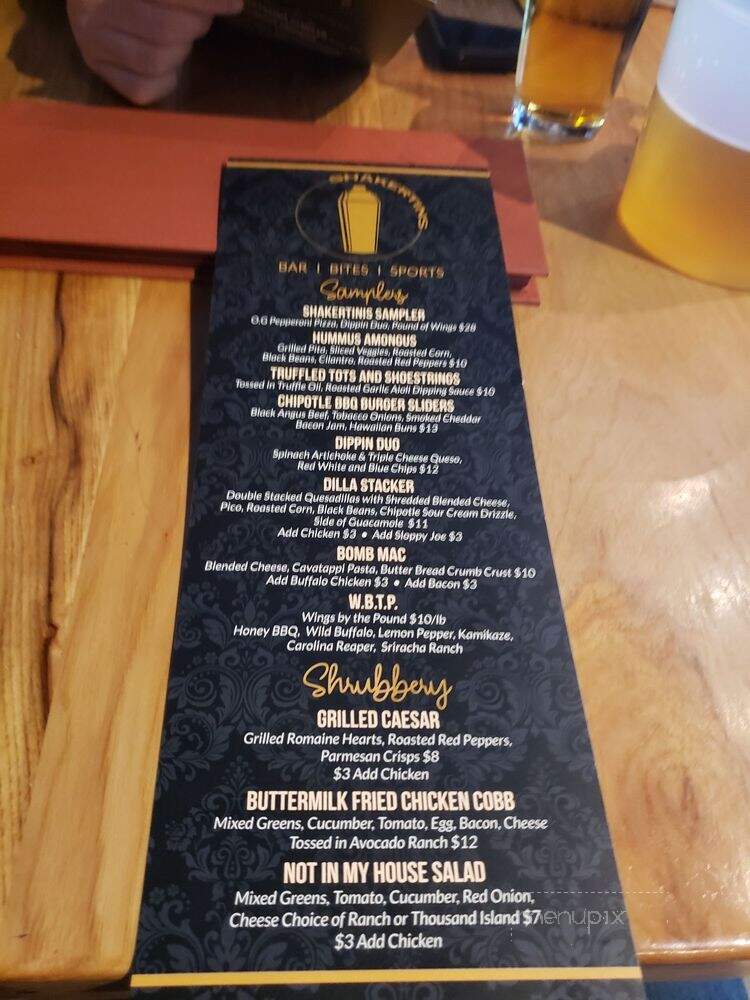 SHAKERTINS
BAR | BITES | SPORTS
Samplers
SHAKERTINIS SAMPLER
O.G Pepperoni Pizza, Dippin Duo, Pound of Wings $28
HUMMUS AMONGUS
Grilled Pita, Sliced Veggies, Roasted Corn,
Black Beans, Cilantro, Roasted Red Peppers $10
TRUFFLED TOTS AND SHOESTRINGS
Tossed in Truffle Oil, Roasted Garlic Aioli Dipping Sauce $10
CHIPOTLE BBQ BURGER SLIDERS
Black Angus Beef, Tobacco Onions, Smoked Cheddar
Bacon Jam, Hawaiian Buns $13
DIPPIN DUO
Spinach Artichoke & Triple Cheese Queso,
Red White and Blue Chips $12
DILLA STACKER
Double Stacked Quesadillas with Shredded Blended Cheese,
Pico, Roasted Corn, Black Beans, Chipotle Sour Cream Drizzle,
Side of Guacamole $11
Add Chicken $3 • Add Sloppy Joe $3
BOMB MAC
Blended Cheese, Cavatappi Pasta, Butter Bread Crumb Crust $10
Add Buffalo Chicken $3 • Add Bacon $3
W.B.T.P.
Wings by the Pound $10/lb
Honey BBQ, Wild Buffalo, Lemon Pepper, Kamikaze,
Carolina Reaper, Sriracha Ranch
Shrubbery
GRILLED CAESAR
Grilled Romaine Hearts, Roasted Red Peppers,
Parmesan Crisps $8
$3 Add Chicken
BUTTERMILK FRIED CHICKEN COBB
Mixed Greens, Cucumber, Tomato, Egg, Bacon, Cheese
Tossed in Avocado Ranch $12
NOT IN MY HOUSE SALAD
Mixed Greens, Tomato, Cucumber, Red Onion,
Cheese Choice of Ranch or Thousand Island $7
$3 Add Chicken
menupix